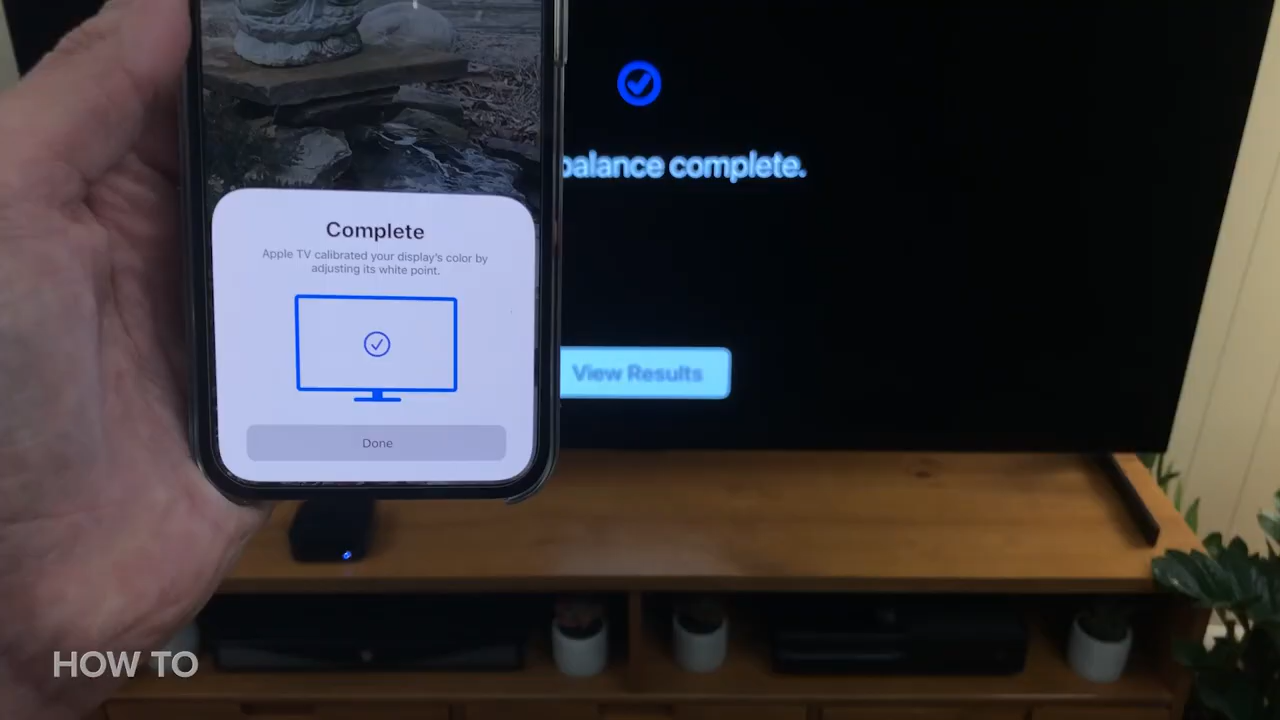 balance complete.
Complete
Apple TV calibrated your display's color by
adjusting its white point.
View Results
Done
HOW TO